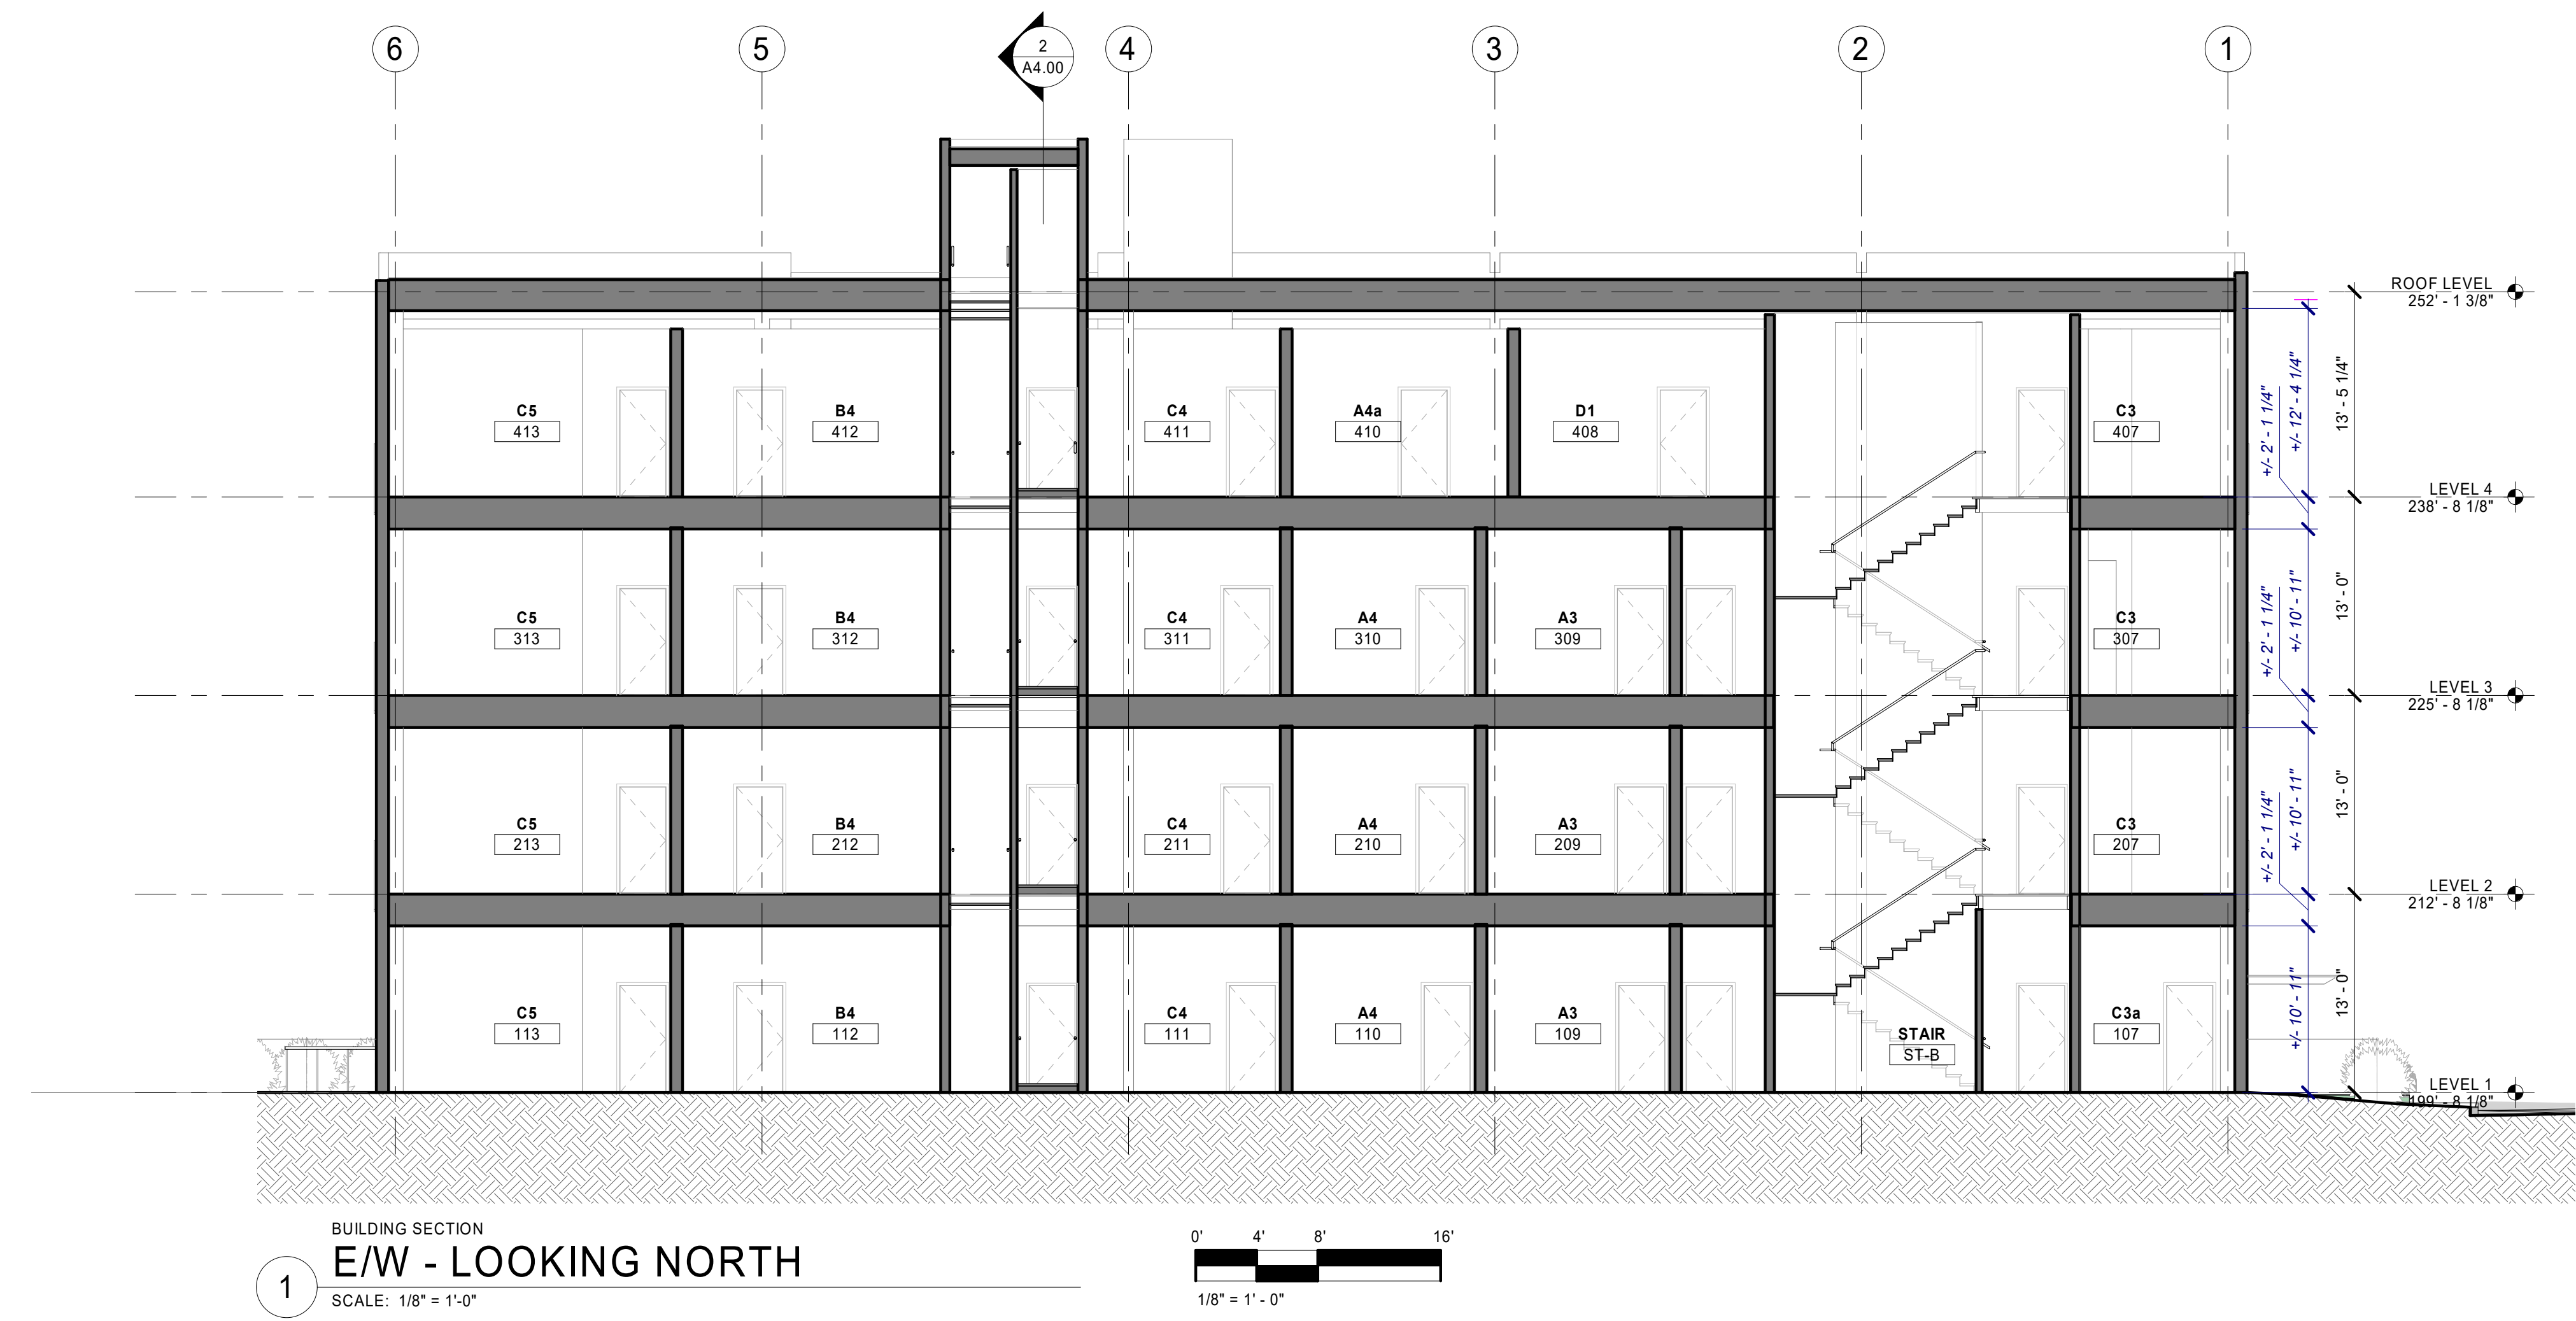 6
5
2
A4.00
4
3
2
1
ROOF LEVEL
252' - 1 3/8"
+/- 2' - 1 1/4"
+/- 12' - 4 1/4"
13' - 5 1/4"
C5
413
B4
412
C4
411
A4a
410
D1
408
C3
407
LEVEL 4
238' - 8 1/8"
+/- 2' - 1 1/4"
+/- 10' - 11"
13' - 0"
C5
313
B4
312
C4
311
A4
310
A3
309
C3
307
LEVEL 3
225' - 8 1/8"
+/- 2' - 1 1/4"
+/- 10' - 11"
13' - 0"
C5
213
B4
212
C4
211
A4
210
A3
209
C3
207
LEVEL 2
212' - 8 1/8"
+/- 10' - 11"
13' - 0"
C5
113
B4
112
C4
111
A4
110
A3
109
STAIR
ST-B
C3a
107
LEVEL 1
199' - 8 1/8"
BUILDING SECTION
E/W - LOOKING NORTH
1
SCALE: 1/8" = 1'-0"
0' 4' 8' 16'
1/8" = 1' - 0"